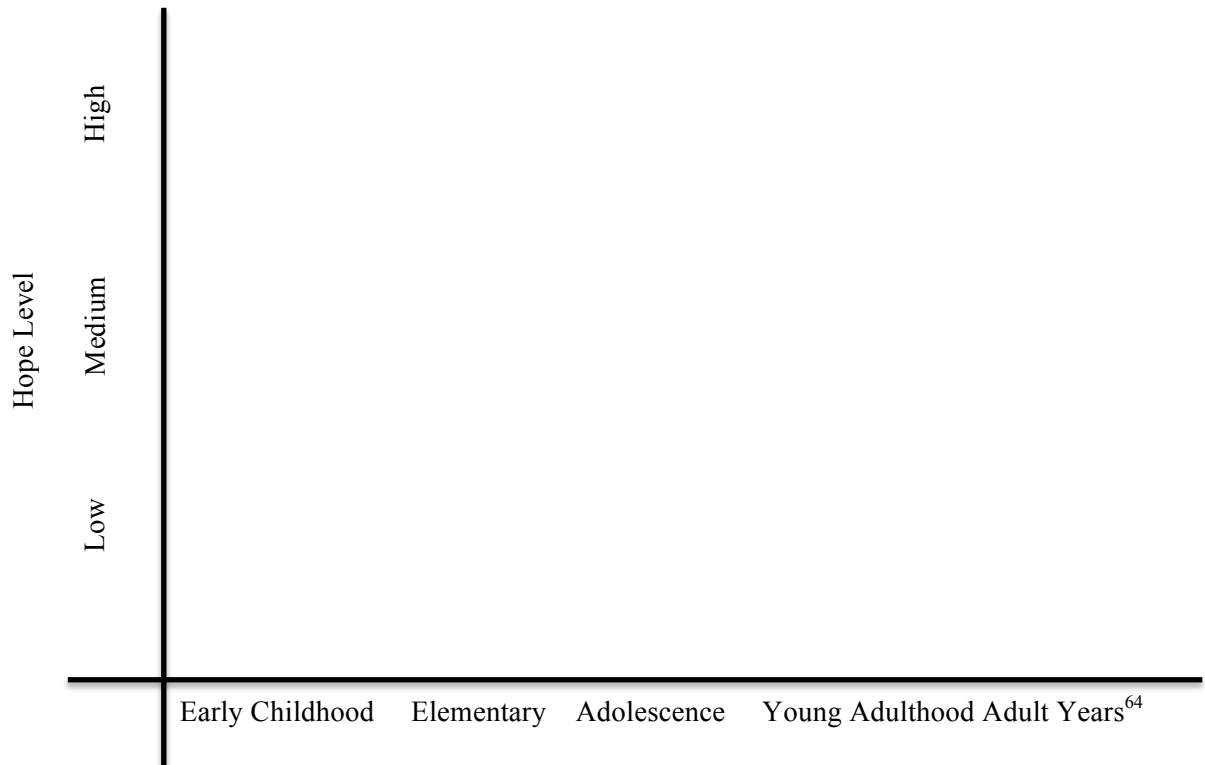 Hope Level
High
Medium
Low
Early Childhood Elementary Adolescence Young Adulthood Adult Years⁶⁴